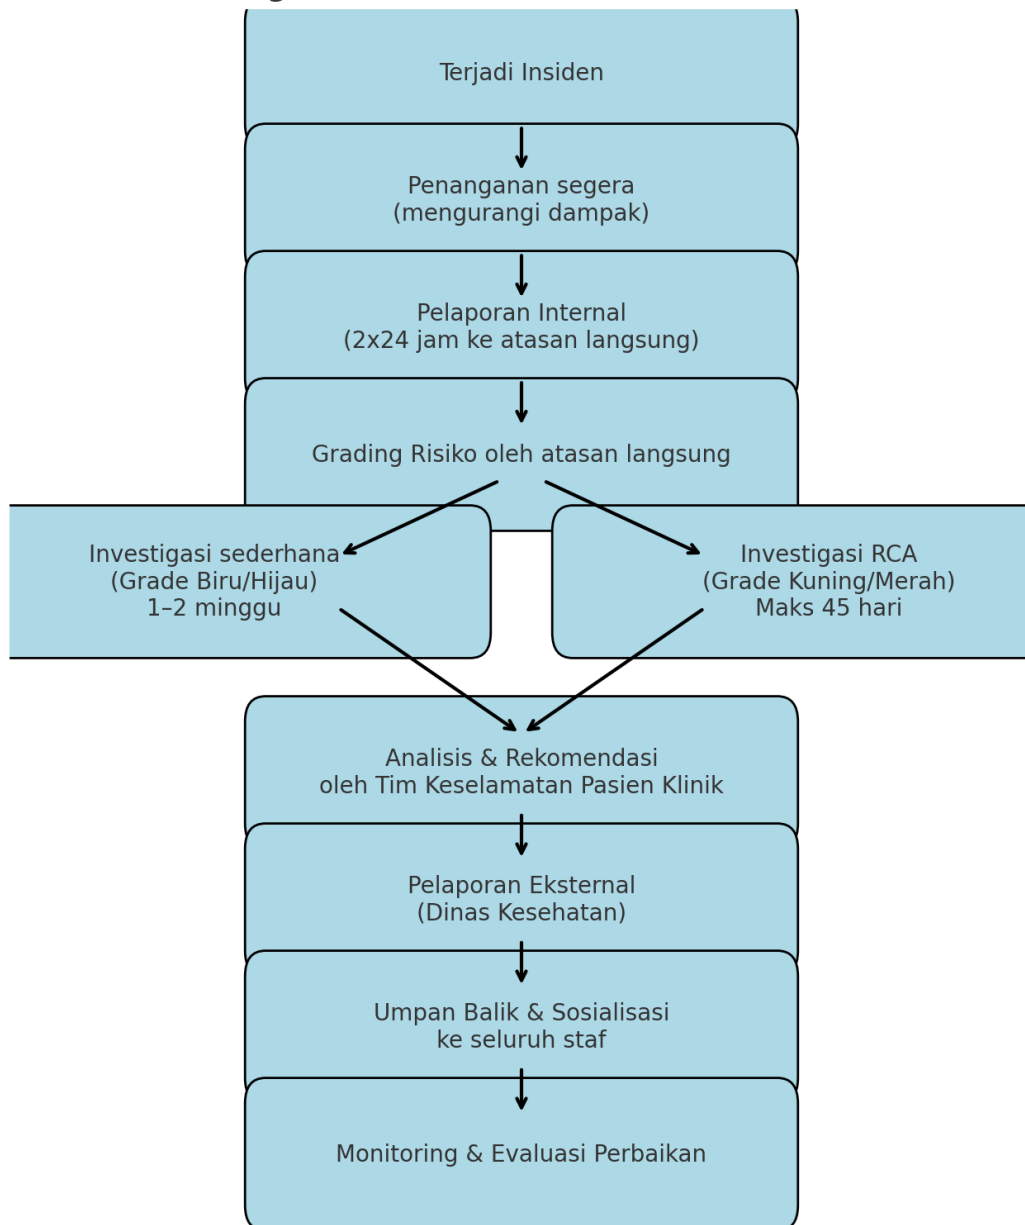 Terjadi Insiden
Penanganan segera
(mengurangi dampak)
Pelaporan Internal
(2x24 jam ke atasan langsung)
Grading Risiko oleh atasan langsung
Investigasi sederhana
(Grade Biru/Hijau)
1–2 minggu
Investigasi RCA
(Grade Kuning/Merah)
Maks 45 hari
Analisis & Rekomendasi
oleh Tim Keselamatan Pasien Klinik
Pelaporan Eksternal
(Dinas Kesehatan)
Umpan Balik & Sosialisasi
ke seluruh staf
Monitoring & Evaluasi Perbaikan